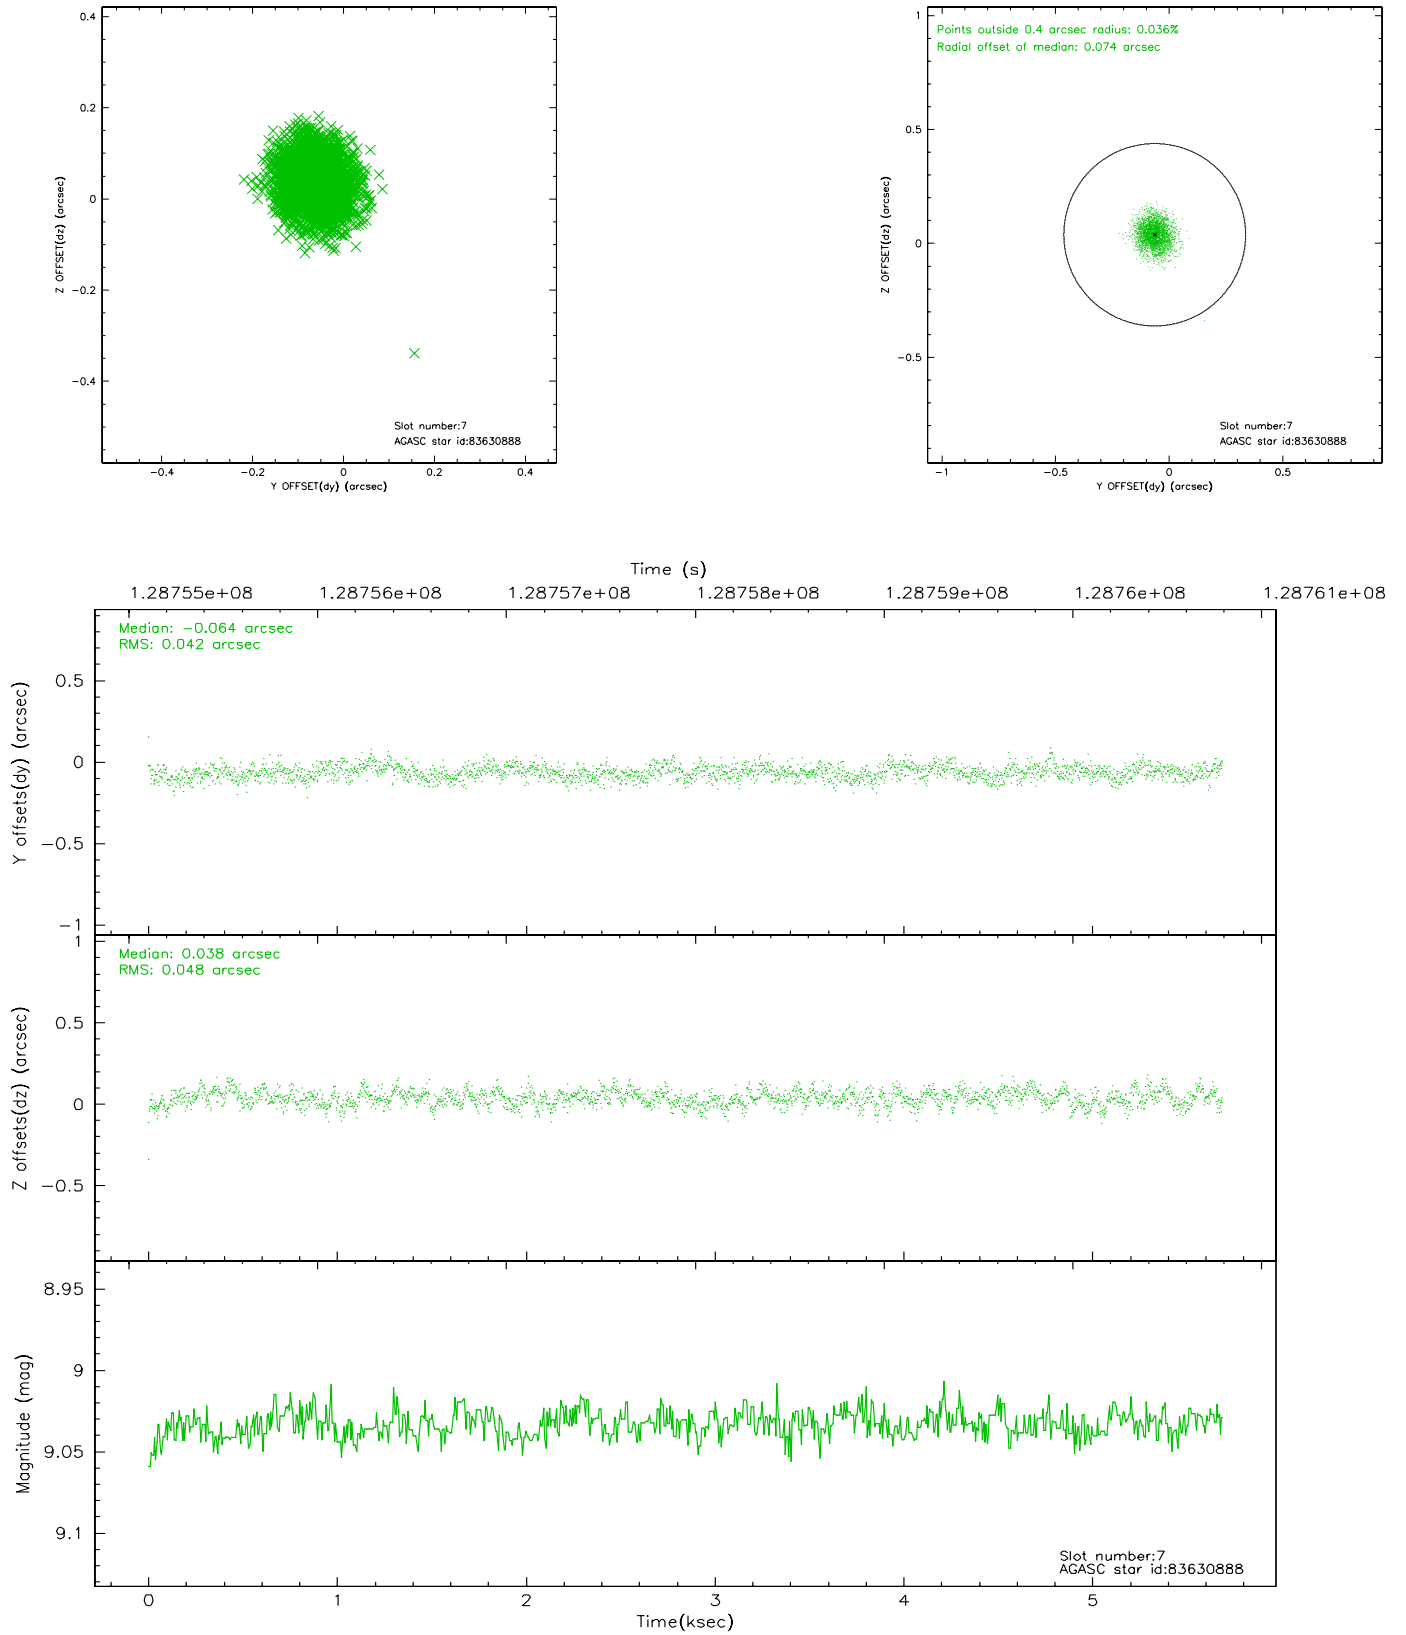 0.4
0.2
0
−0.2
−0.4
Z OFFSET(dz) (arcsec)
Slot number:7
AGASC star id:83630888
−0.4 −0.2 0 0.2 0.4
Y OFFSET(dy) (arcsec)
Points outside 0.4 arcsec radius: 0.036%
Radial offset of median: 0.074 arcsec
1
0.5
0
−0.5
Z OFFSET(dz) (arcsec)
Slot number:7
AGASC star id:83630888
−1 −0.5 0 0.5
Y OFFSET(dy) (arcsec)
Time (s)
1.28755e+08 1.28756e+08 1.28757e+08 1.28758e+08 1.28759e+08 1.2876e+08 1.28761e+08
Median: −0.064 arcsec
RMS: 0.042 arcsec
0.5
0
−0.5
−1
Y offsets(dy) (arcsec)
Median: 0.038 arcsec
RMS: 0.048 arcsec
1
0.5
0
−0.5
Z offsets(dz) (arcsec)
8.95
9
9.05
9.1
Magnitude (mag)
Slot number:7
AGASC star id:83630888
0 1 2 3 4 5
Time(ksec)